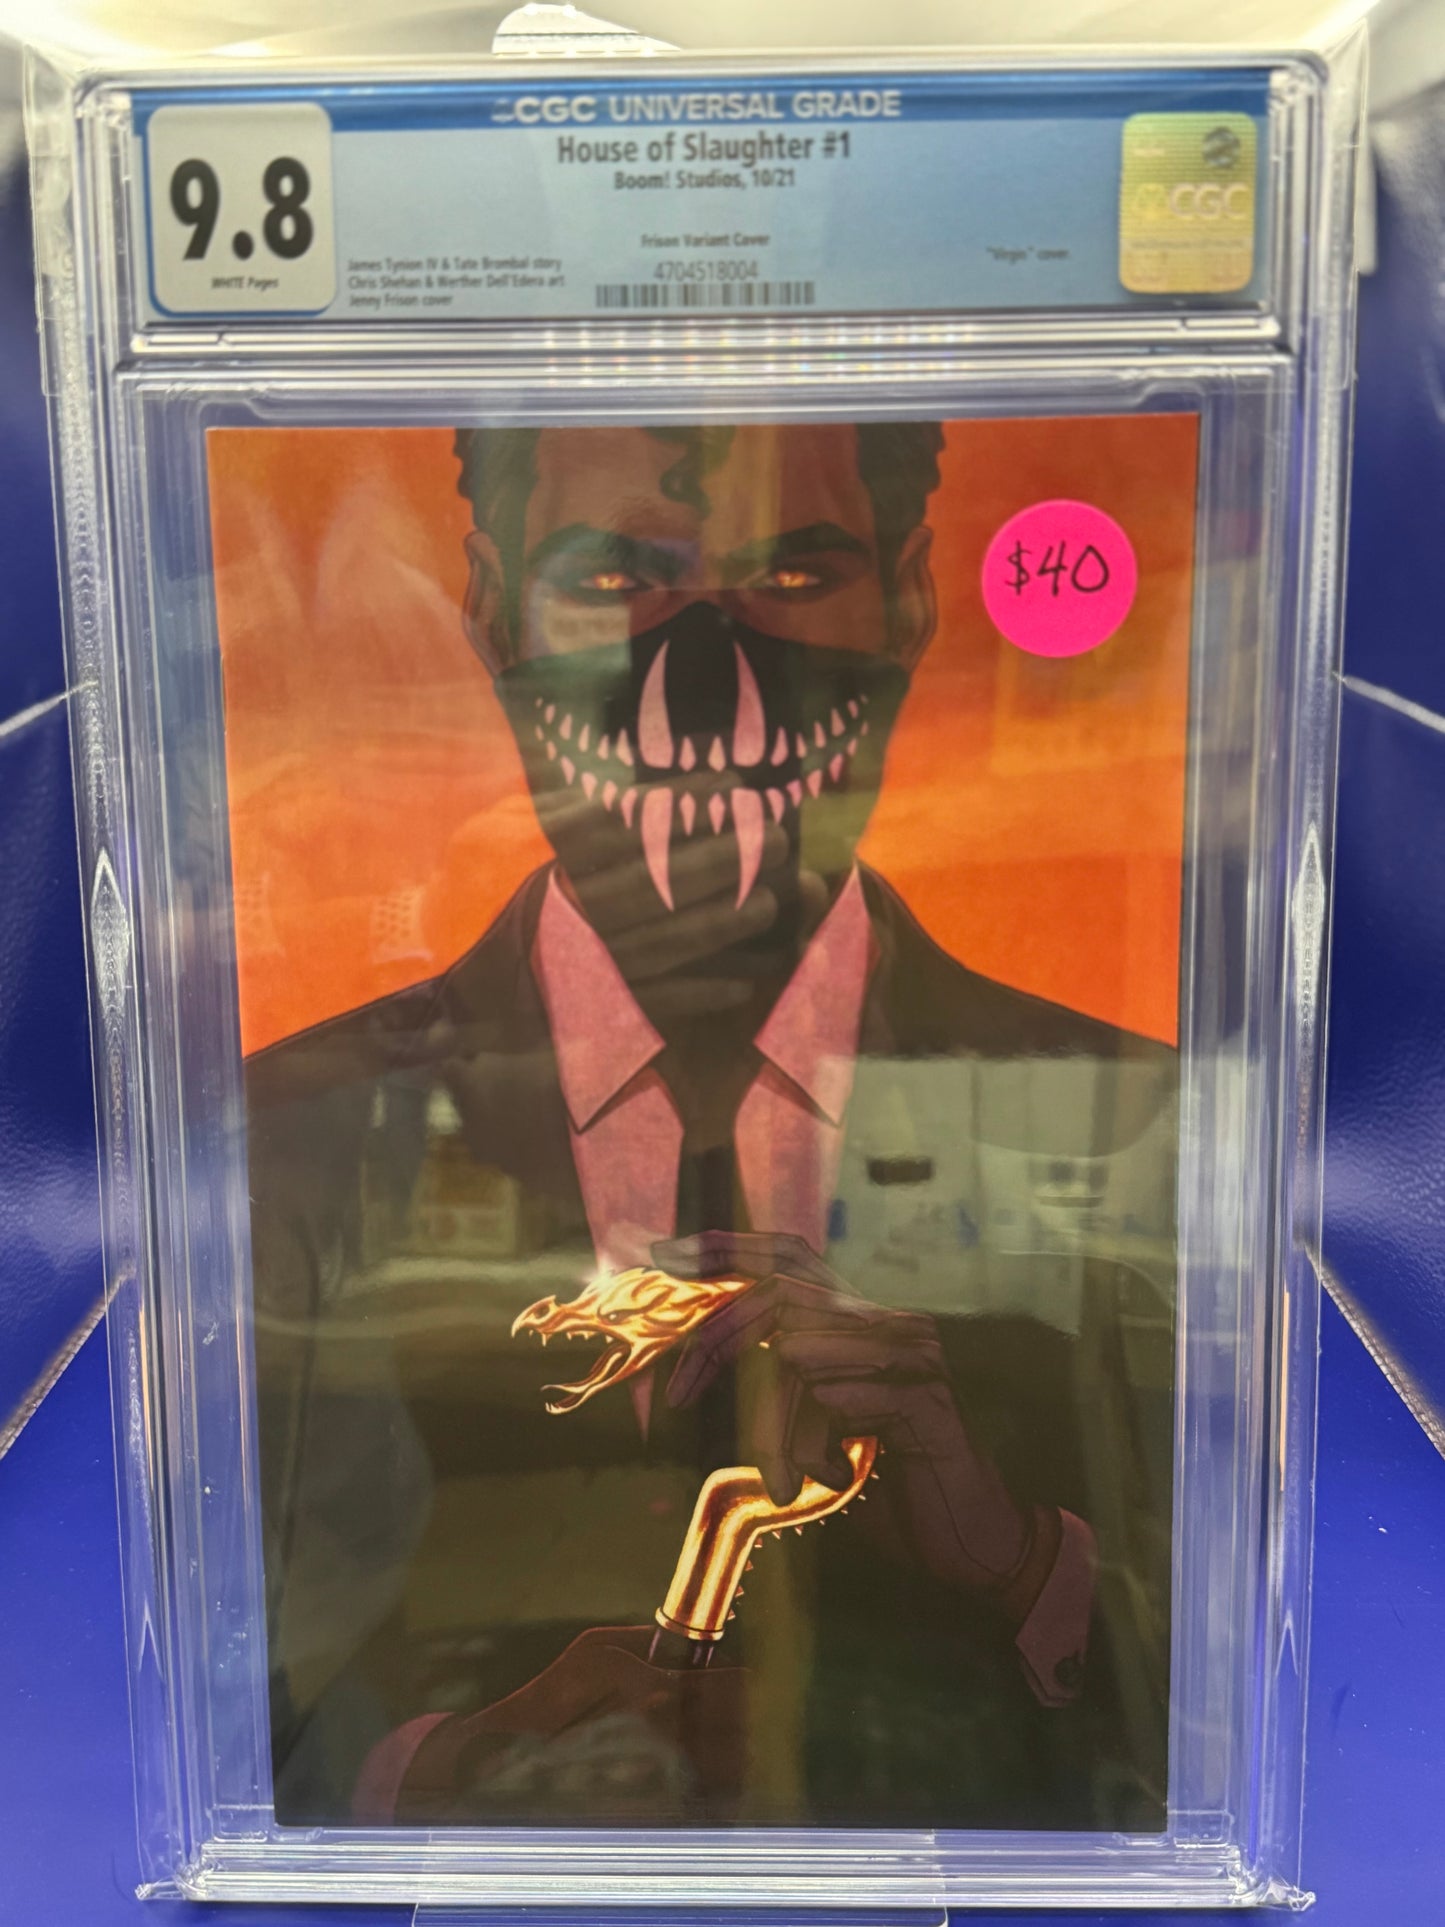 CGC UNIVERSAL GRADE
House of Slaughter #1
Boom! Studios, 10/21
9.8
WHITE Pages
Frison Variant Cover
4704518004
"Virgin" cover.
James Tynion IV & Tate Brombal story
Chris Shehan & Werther Dell'Edera art
Jenny Frison cover
CGC
$40